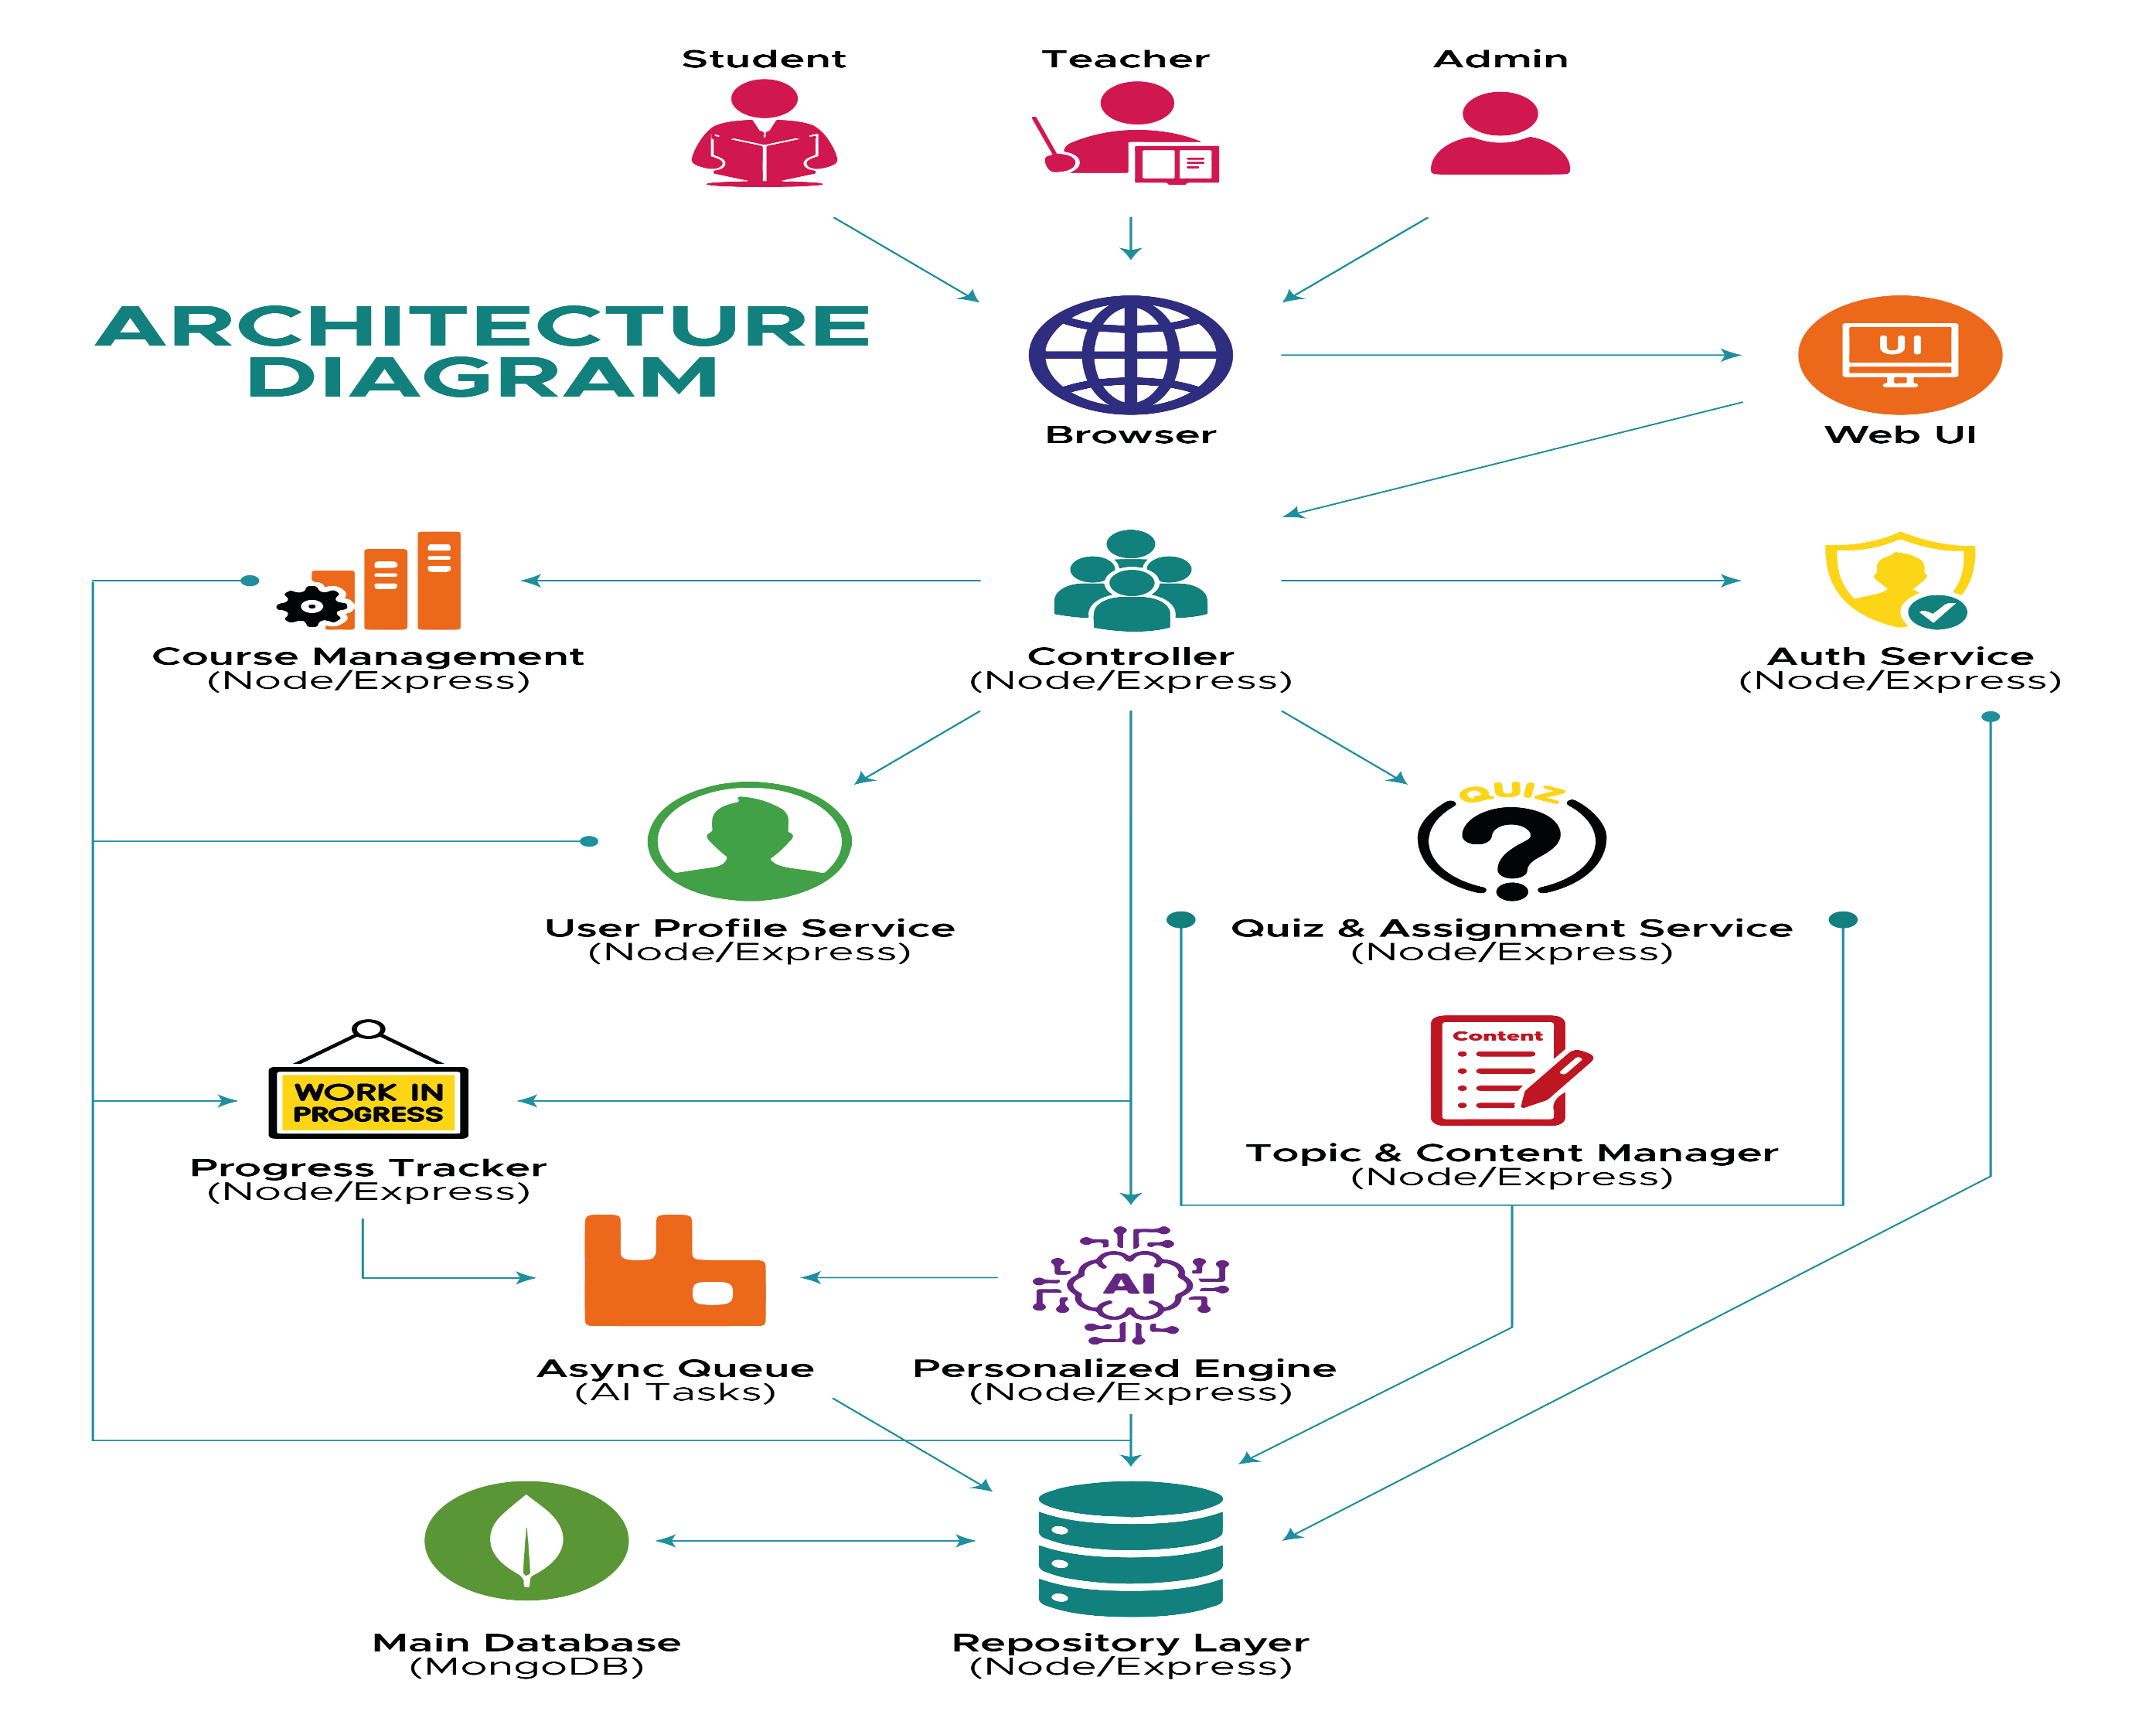 Student
Teacher
Admin
ARCHITECTURE
DIAGRAM
UI
Browser
Web UI
Course Management
(Node/Express)
Controller
(Node/Express)
Auth Service
(Node/Express)
QUIZ
User Profile Service
(Node/Express)
Quiz & Assignment Service
(Node/Express)
Content
WORK IN
PROGRESS
Topic & Content Manager
(Node/Express)
Progress Tracker
(Node/Express)
AI
Async Queue
(AI Tasks)
Personalized Engine
(Node/Express)
Main Database
(MongoDB)
Repository Layer
(Node/Express)